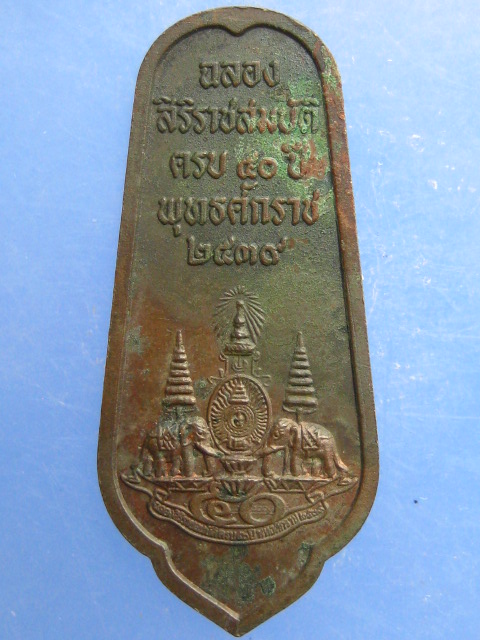 ฉลอง
สิริราชสมบัติ
ครบ ๕๐ ปี
พุทธศักราช
๒๕๓๙
๕๐